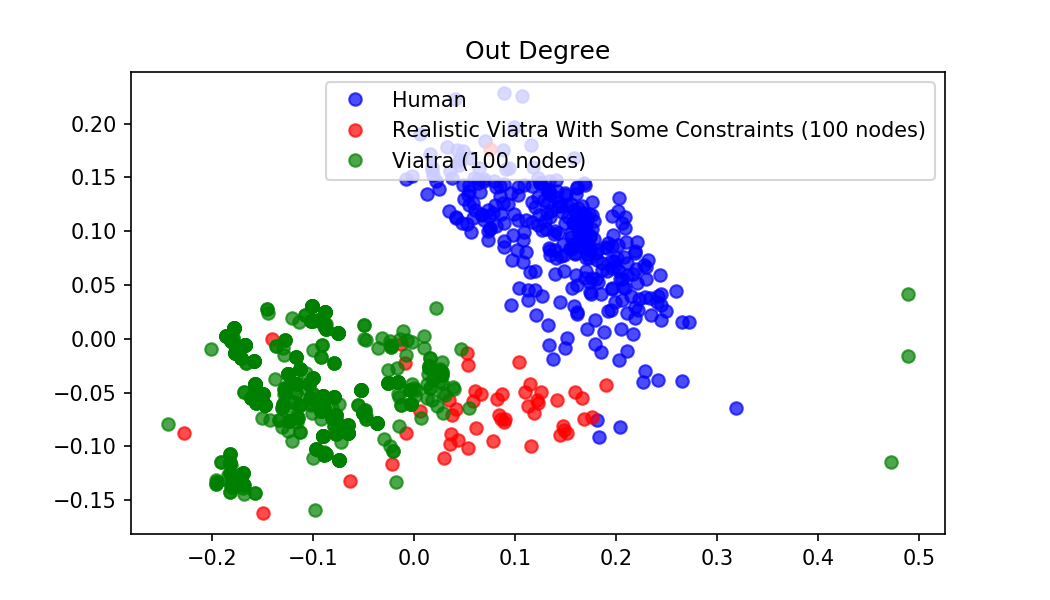 Out Degree
Human
Realistic Viatra With Some Constraints (100 nodes)
Viatra (100 nodes)
0.20
0.15
0.10
0.05
0.00
−0.05
−0.10
−0.15
−0.2 −0.1 0.0 0.1 0.2 0.3 0.4 0.5